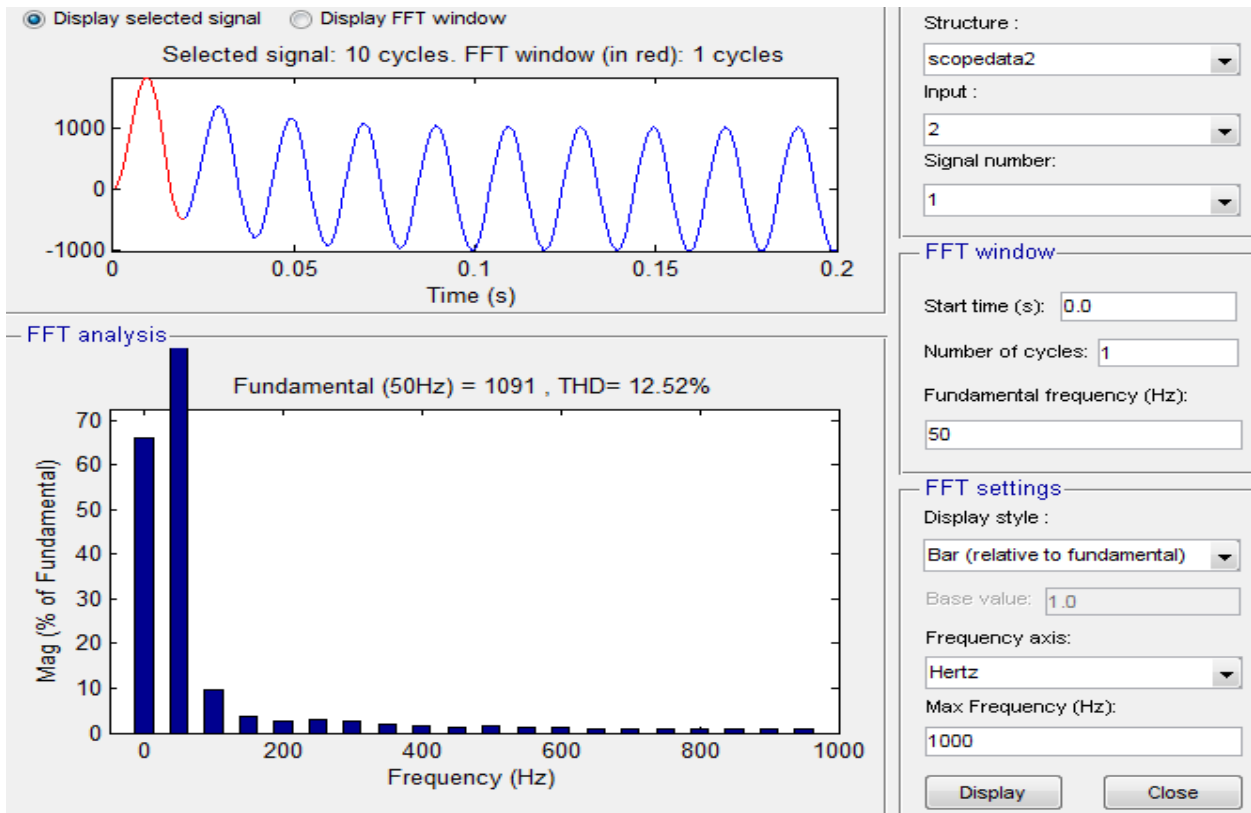 Display selected signal
Display FFT window
Selected signal: 10 cycles. FFT window (in red): 1 cycles
1000
0
-1000
0
0.05
0.1
0.15
0.2
Time (s)
FFT analysis
Fundamental (50Hz) = 1091 , THD= 12.52%
Mag (% of Fundamental)
70
60
50
40
30
20
10
0
0
200
400
600
800
1000
Frequency (Hz)
Structure :
scopedata2
Input :
2
Signal number:
1
FFT window
Start time (s): 0.0
Number of cycles: 1
Fundamental frequency (Hz):
50
FFT settings
Display style :
Bar (relative to fundamental)
Base value: 1.0
Frequency axis:
Hertz
Max Frequency (Hz):
1000
Display
Close